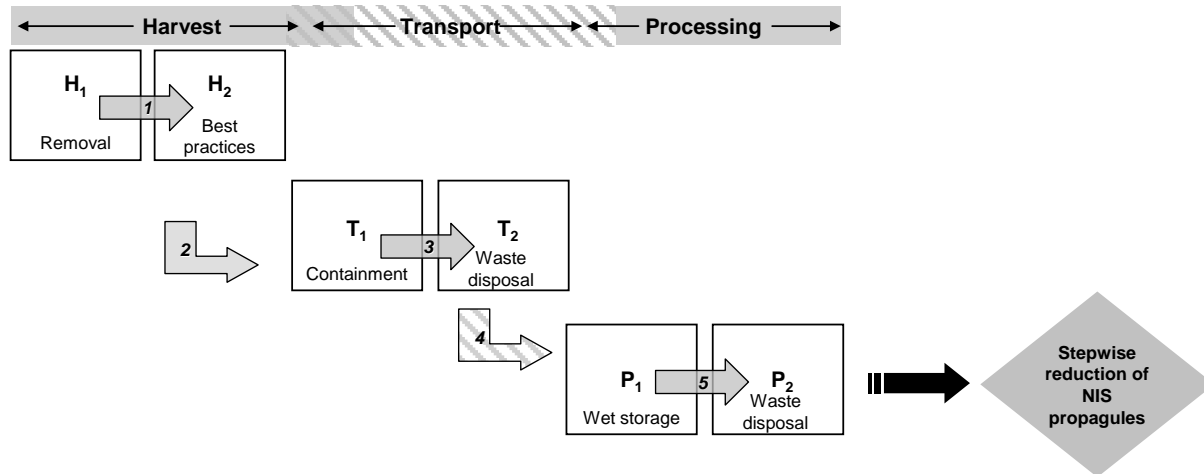 Harvest Transport Processing
H₁ H₂
1
Removal Best
practices
T₁ T₂
2 3
Containment Waste
disposal
4
P₁ P₂
5
Wet storage Waste
disposal
Stepwise
reduction of
NIS
propagules